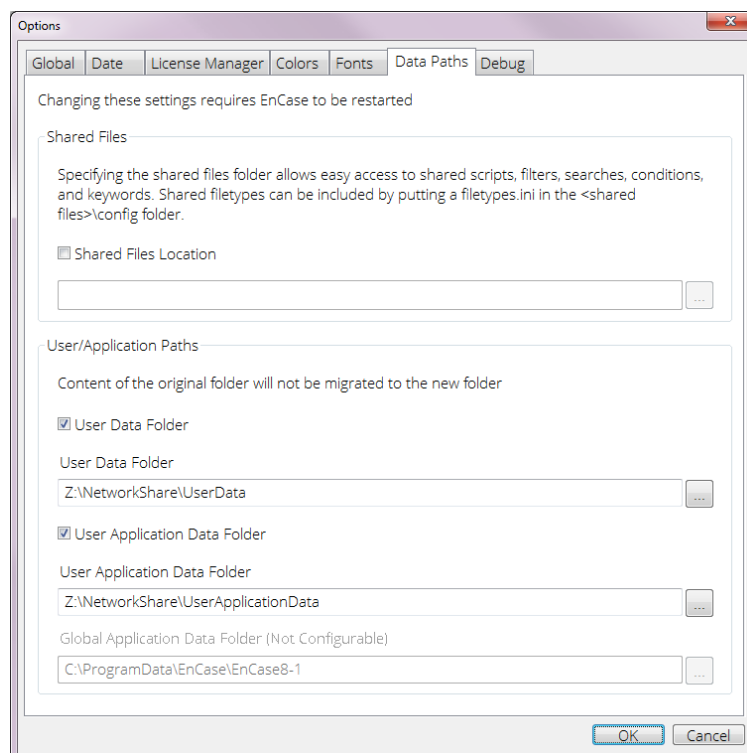 Options
x
Global Date License Manager Colors Fonts Data Paths Debug
Changing these settings requires EnCase to be restarted
Shared Files
Specifying the shared files folder allows easy access to shared scripts, filters, searches, conditions,
and keywords. Shared filetypes can be included by putting a filetypes.ini in the <shared
files>\config folder.
Shared Files Location
...
User/Application Paths
Content of the original folder will not be migrated to the new folder
User Data Folder
User Data Folder
Z:\NetworkShare\UserData
...
User Application Data Folder
User Application Data Folder
Z:\NetworkShare\UserApplicationData
...
Global Application Data Folder (Not Configurable)
C:\ProgramData\EnCase\EnCase8-1
...
OK Cancel